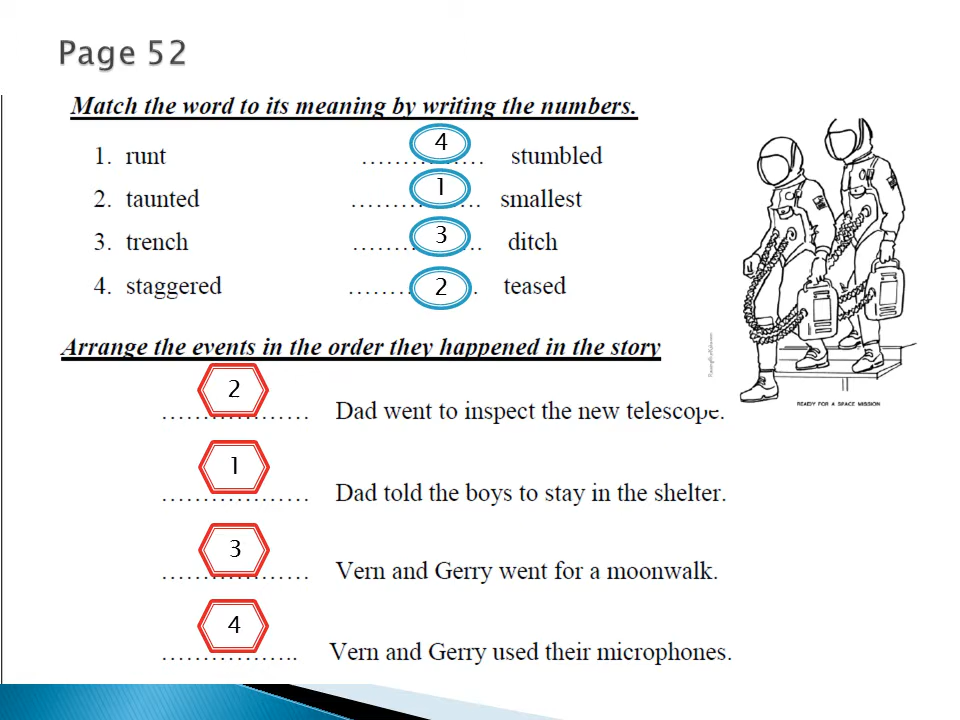 Page 52
Match the word to its meaning by writing the numbers.
1. runt …………… 4 stumbled
2. taunted …………… 1 smallest
3. trench …………… 3 ditch
4. staggered …………… 2 teased
Arrange the events in the order they happened in the story
2 ……………… Dad went to inspect the new telescope.
1 ……………… Dad told the boys to stay in the shelter.
3 ……………… Vern and Gerry went for a moonwalk.
4 …………….. Vern and Gerry used their microphones.
READY FOR A SPACE MISSION